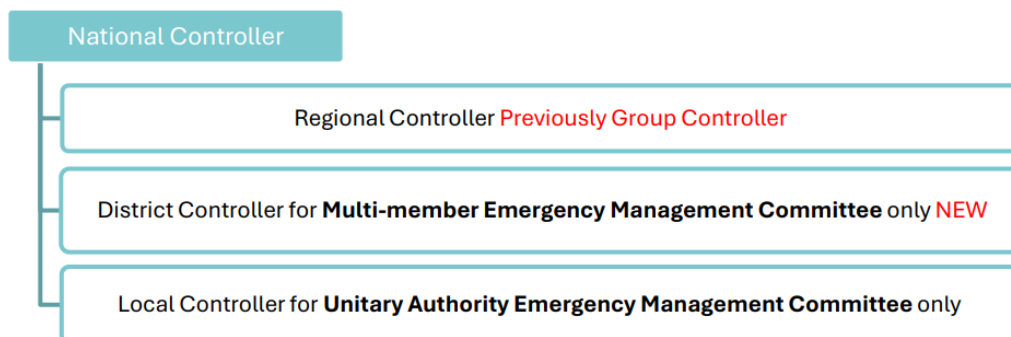 National Controller
Regional Controller Previously Group Controller
District Controller for Multi-member Emergency Management Committee only NEW
Local Controller for Unitary Authority Emergency Management Committee only